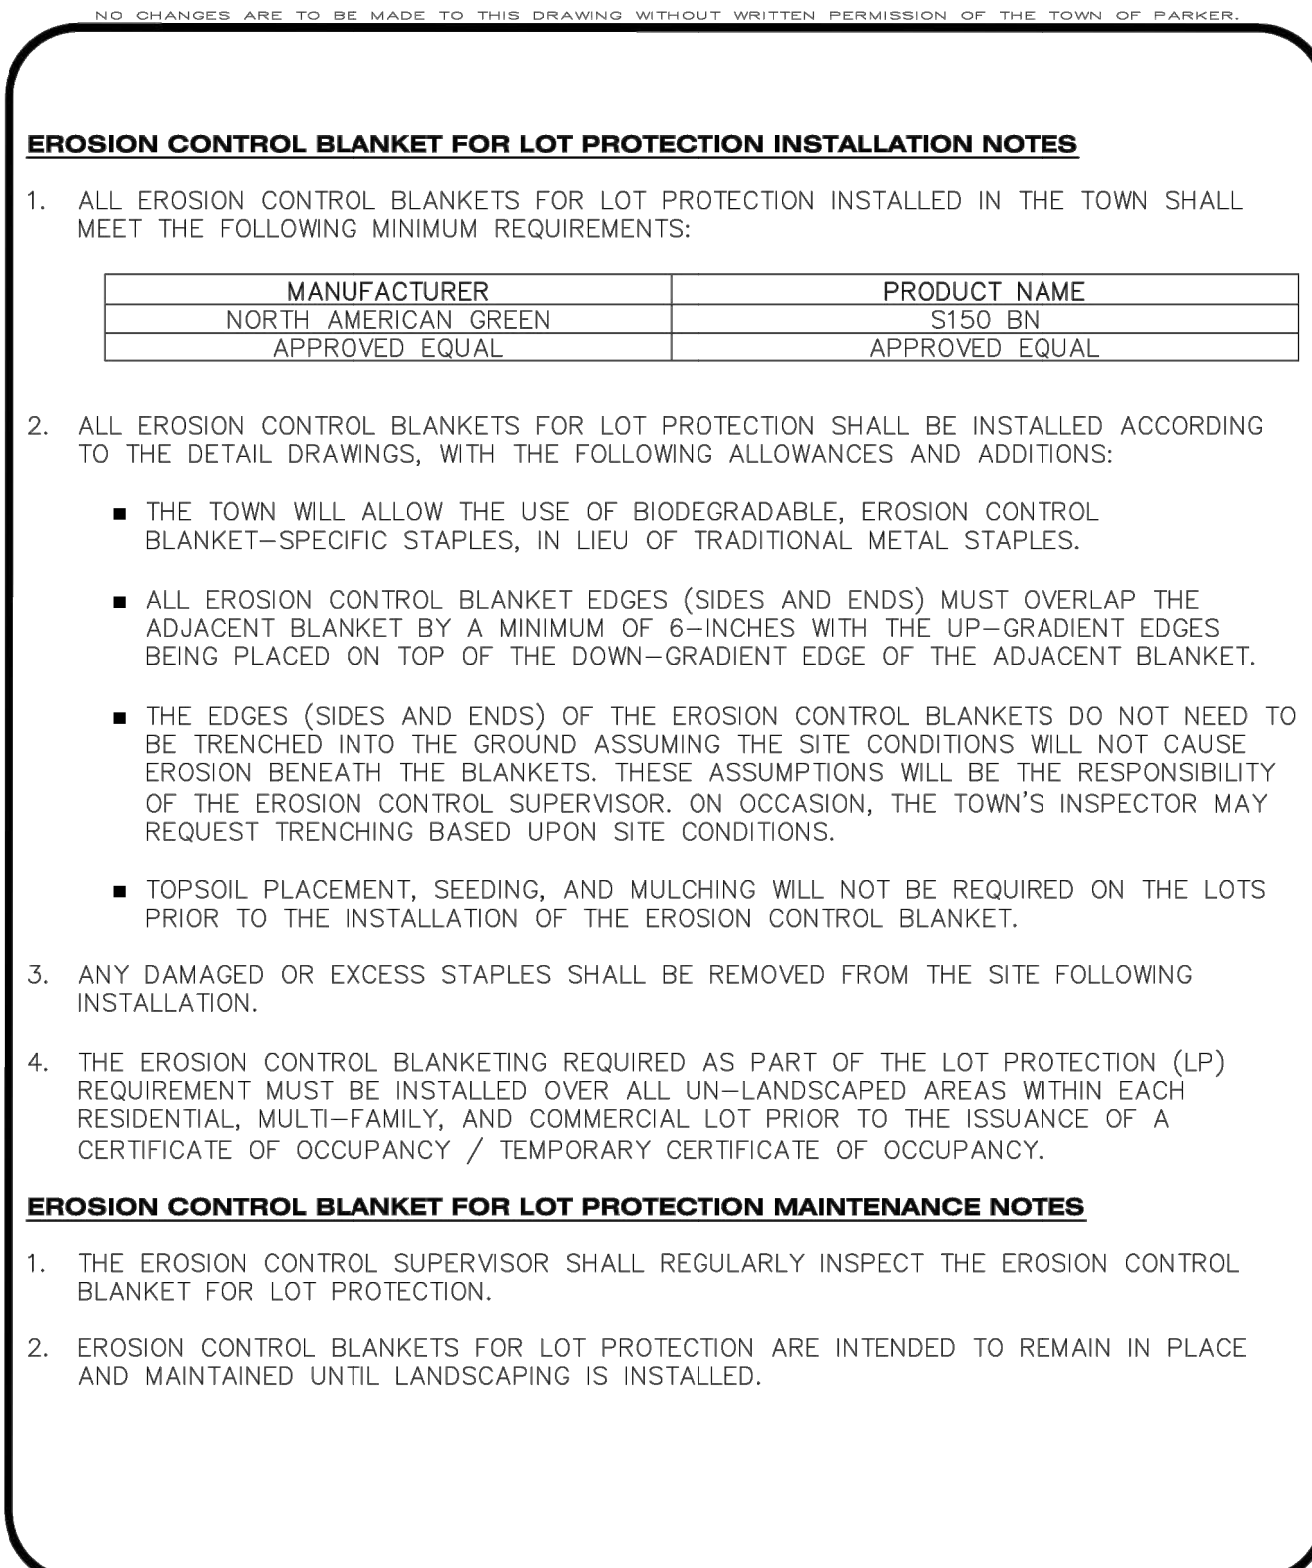 NO CHANGES ARE TO BE MADE TO THIS DRAWING WITHOUT WRITTEN PERMISSION OF THE TOWN OF PARKER.
EROSION CONTROL BLANKET FOR LOT PROTECTION INSTALLATION NOTES
1. ALL EROSION CONTROL BLANKETS FOR LOT PROTECTION INSTALLED IN THE TOWN SHALL
MEET THE FOLLOWING MINIMUM REQUIREMENTS:
MANUFACTURER PRODUCT NAME
NORTH AMERICAN GREEN S150 BN
APPROVED EQUAL APPROVED EQUAL
2. ALL EROSION CONTROL BLANKETS FOR LOT PROTECTION SHALL BE INSTALLED ACCORDING
TO THE DETAIL DRAWINGS, WITH THE FOLLOWING ALLOWANCES AND ADDITIONS:
■ THE TOWN WILL ALLOW THE USE OF BIODEGRADABLE, EROSION CONTROL
BLANKET–SPECIFIC STAPLES, IN LIEU OF TRADITIONAL METAL STAPLES.
■ ALL EROSION CONTROL BLANKET EDGES (SIDES AND ENDS) MUST OVERLAP THE
ADJACENT BLANKET BY A MINIMUM OF 6–INCHES WITH THE UP–GRADIENT EDGES
BEING PLACED ON TOP OF THE DOWN–GRADIENT EDGE OF THE ADJACENT BLANKET.
■ THE EDGES (SIDES AND ENDS) OF THE EROSION CONTROL BLANKETS DO NOT NEED TO
BE TRENCHED INTO THE GROUND ASSUMING THE SITE CONDITIONS WILL NOT CAUSE
EROSION BENEATH THE BLANKETS. THESE ASSUMPTIONS WILL BE THE RESPONSIBILITY
OF THE EROSION CONTROL SUPERVISOR. ON OCCASION, THE TOWN'S INSPECTOR MAY
REQUEST TRENCHING BASED UPON SITE CONDITIONS.
■ TOPSOIL PLACEMENT, SEEDING, AND MULCHING WILL NOT BE REQUIRED ON THE LOTS
PRIOR TO THE INSTALLATION OF THE EROSION CONTROL BLANKET.
3. ANY DAMAGED OR EXCESS STAPLES SHALL BE REMOVED FROM THE SITE FOLLOWING
INSTALLATION.
4. THE EROSION CONTROL BLANKETING REQUIRED AS PART OF THE LOT PROTECTION (LP)
REQUIREMENT MUST BE INSTALLED OVER ALL UN–LANDSCAPED AREAS WITHIN EACH
RESIDENTIAL, MULTI–FAMILY, AND COMMERCIAL LOT PRIOR TO THE ISSUANCE OF A
CERTIFICATE OF OCCUPANCY / TEMPORARY CERTIFICATE OF OCCUPANCY.
EROSION CONTROL BLANKET FOR LOT PROTECTION MAINTENANCE NOTES
1. THE EROSION CONTROL SUPERVISOR SHALL REGULARLY INSPECT THE EROSION CONTROL
BLANKET FOR LOT PROTECTION.
2. EROSION CONTROL BLANKETS FOR LOT PROTECTION ARE INTENDED TO REMAIN IN PLACE
AND MAINTAINED UNTIL LANDSCAPING IS INSTALLED.